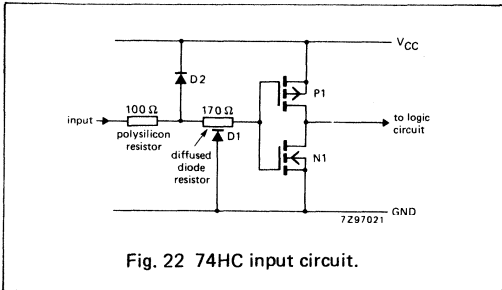 VCC
D2
P1
100 Ω
170 Ω
input
to logic
circuit
polysilicon
resistor
D1
diffused
diode
resistor
N1
7Z97021
GND
Fig. 22 74HC input circuit.